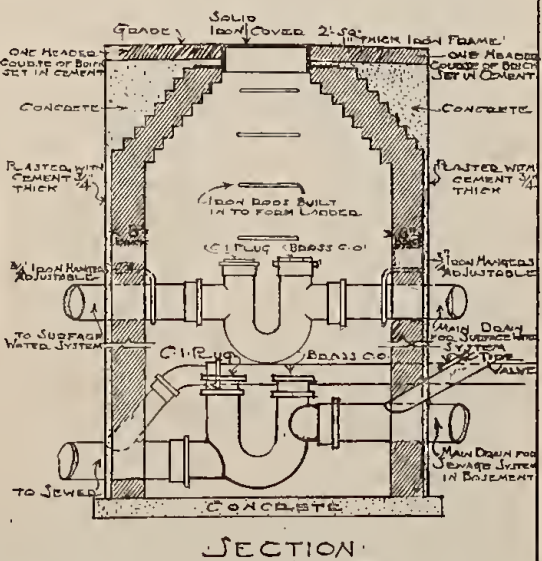 SOLID
IRON COVER 2'-SQ.
GRADE
1" THICK IRON FRAME
ONE HEADER
COURSE OF BRICK
SET IN CEMENT
ONE HEADER
COURSE OF BRICK
SET IN CEMENT
CONCRETE
CONCRETE
PLASTER WITH
CEMENT 3/4"
THICK
PLASTER WITH
CEMENT 3/4"
THICK
IRON RODS BUILT
IN TO FORM LADDER
8"
8"
C.I. PLUG
BRASS C.O.
3/4" IRON HANGER
ADJUSTABLE
IRON HANGERS
ADJUSTABLE
TO SURFACE
WATER SYSTEM
MAIN DRAIN
FOR SURFACE WATER
SYSTEM
TIDE
VALVE
C.I. PLUG
BRASS C.O.
TO SEWER
MAIN DRAIN FOR
SEWAGE SYSTEM
IN BASEMENT
CONCRETE
SECTION